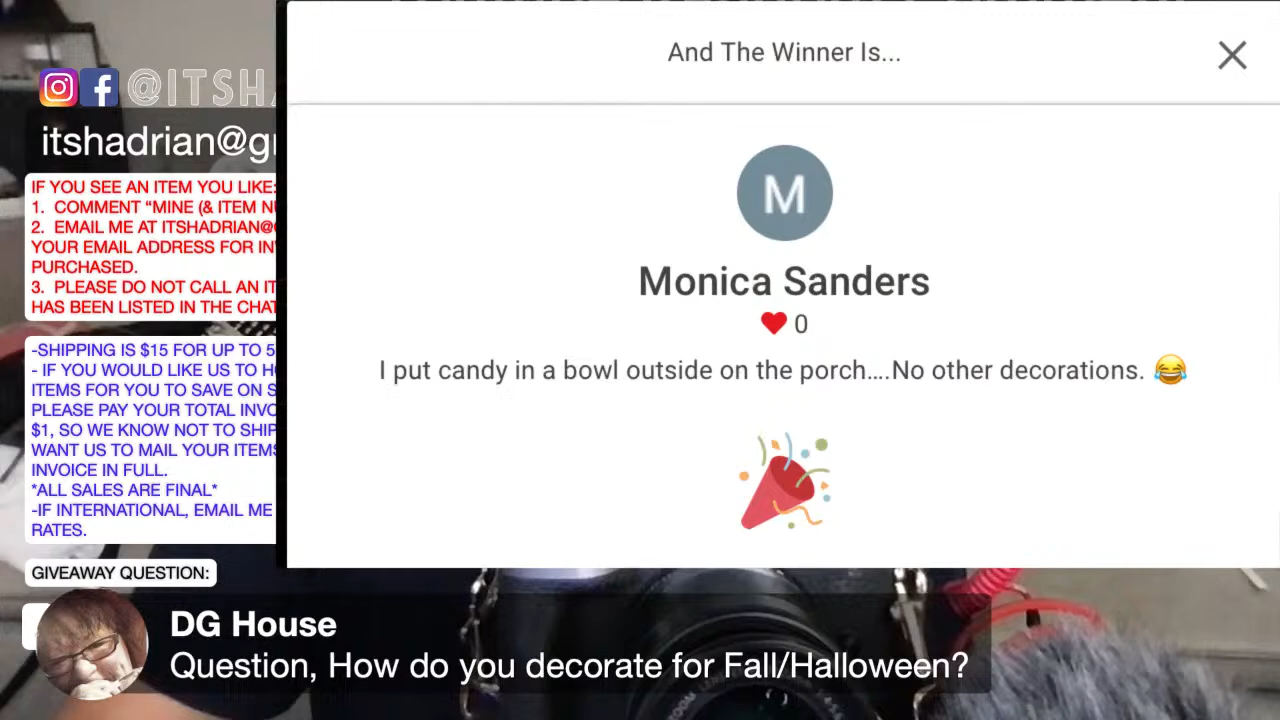 And The Winner Is...
@ITSHA
itshadrian@g
IF YOU SEE AN ITEM YOU LIKE:
1. COMMENT “MINE (& ITEM
2. EMAIL ME AT ITSHADRIAN@
YOUR EMAIL ADDRESS FOR
PURCHASED.
3. PLEASE DO NOT CALL AN
HAS BEEN LISTED IN THE
-SHIPPING IS $15 FOR UP TO 5
- IF YOU WOULD LIKE US TO
ITEMS FOR YOU TO SAVE ON
PLEASE PAY YOUR TOTAL
$1, SO WE KNOW NOT TO SHIP
WANT US TO MAIL YOUR ITEMS
INVOICE IN FULL.
*ALL SALES ARE FINAL*
-IF INTERNATIONAL, EMAIL ME
RATES.
GIVEAWAY QUESTION:
M
Monica Sanders
0
I put candy in a bowl outside on the porch....No other decorations. 😂
DG House
Question, How do you decorate for Fall/Halloween?